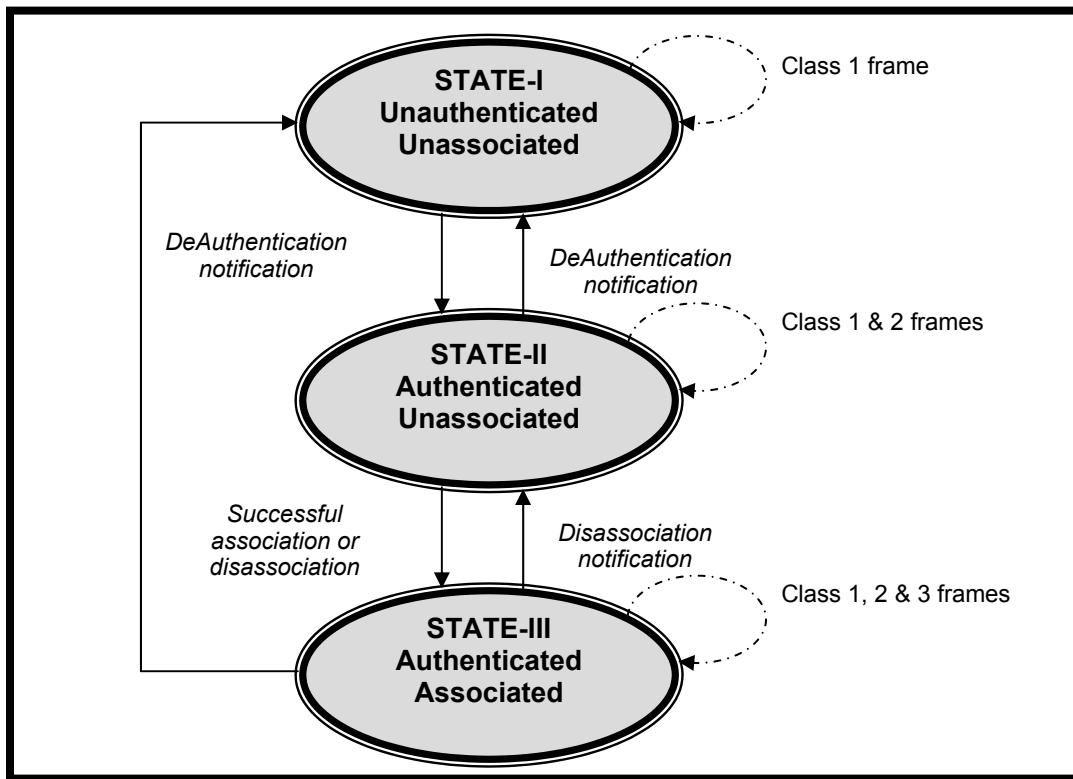 STATE-I
Unauthenticated
Unassociated
Class 1 frame
DeAuthentication
notification
DeAuthentication
notification
STATE-II
Authenticated
Unassociated
Class 1 & 2 frames
Successful
association or
disassociation
Disassociation
notification
STATE-III
Authenticated
Associated
Class 1, 2 & 3 frames